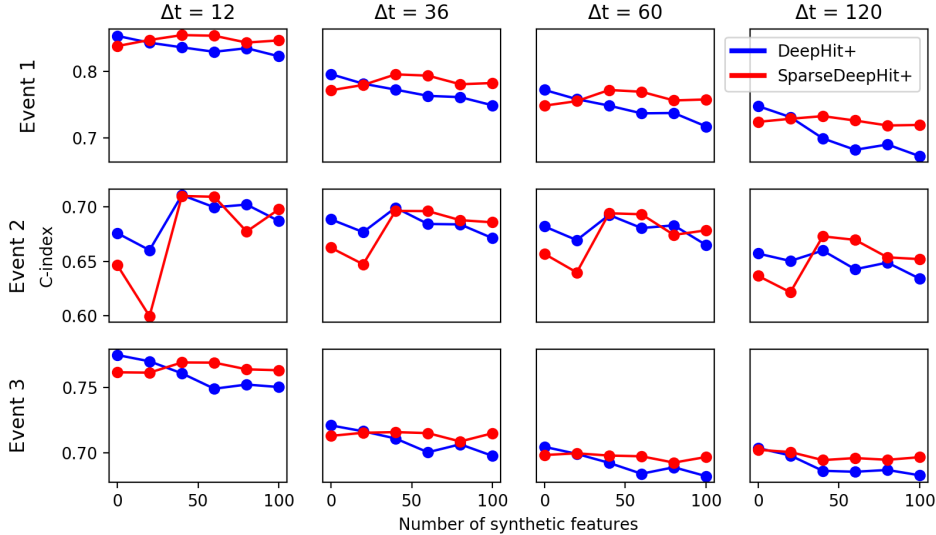 Δt = 12 Δt = 36 Δt = 60 Δt = 120
Event 1
0.8
0.7
DeepHit+
SparseDeepHit+
Event 2
C-index
0.70
0.65
0.60
Event 3
0.75
0.70
0 50 100 0 50 100 0 50 100 0 50 100
Number of synthetic features